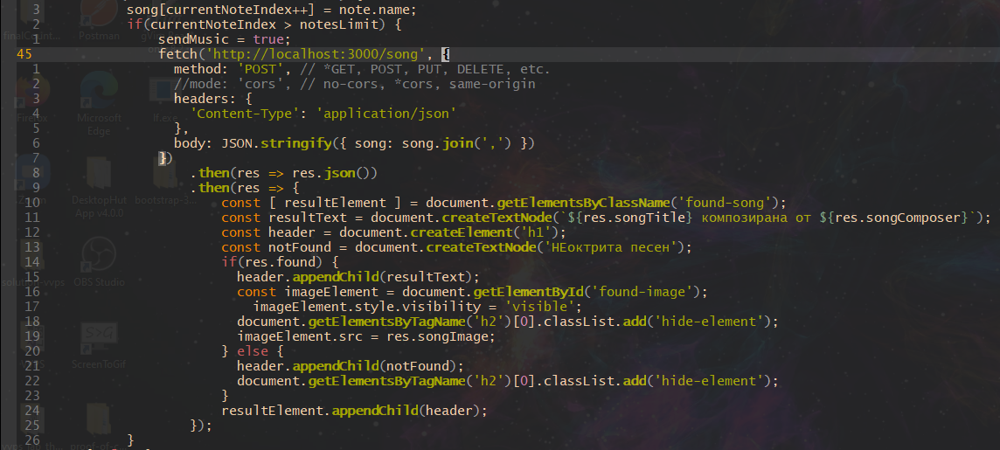 3 song[currentNoteIndex++] = note.name;
2 if(currentNoteIndex > notesLimit) {
1 sendMusic = true;
45 fetch('http://localhost:3000/song', {
1 method: 'POST', // *GET, POST, PUT, DELETE, etc.
2 //mode: 'cors', // no-cors, *cors, same-origin
3 headers: {
4 'Content-Type': 'application/json'
5 },
6 body: JSON.stringify({ song: song.join(',') })
7 })
8 .then(res => res.json())
9 .then(res => {
10 const [ resultElement ] = document.getElementsByClassName('found-song');
11 const resultText = document.createTextNode(`${res.songTitle} композирана от ${res.songComposer}`);
12 const header = document.createElement('h1');
13 const notFound = document.createTextNode('НЕоктрита песен');
14 if(res.found) {
15 header.appendChild(resultText);
16 const imageElement = document.getElementById('found-image');
17 imageElement.style.visibility = 'visible';
18 document.getElementsByTagName('h2')[0].classList.add('hide-element');
19 imageElement.src = res.songImage;
20 } else {
21 header.appendChild(notFound);
22 document.getElementsByTagName('h2')[0].classList.add('hide-element');
23 }
24 resultElement.appendChild(header);
25 });
26 }
Postman
Firefox
Microsoft Edge
lf.exe
DesktopHut App v4.0.0
bootstrap-3...
OBS Studio
ScreenToGif